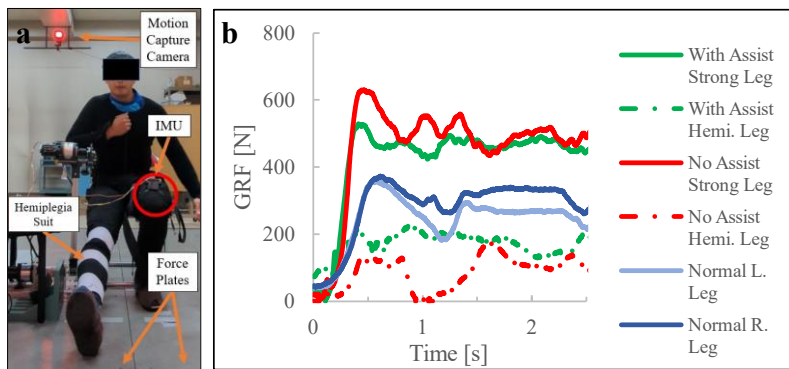 a
Motion
Capture
Camera
IMU
Hemiplegia
Suit
Force
Plates
b
800
600
400
200
0
GRF [N]
0
1
2
Time [s]
With Assist
Strong Leg
With Assist
Hemi. Leg
No Assist
Strong Leg
No Assist
Hemi. Leg
Normal L.
Leg
Normal R.
Leg